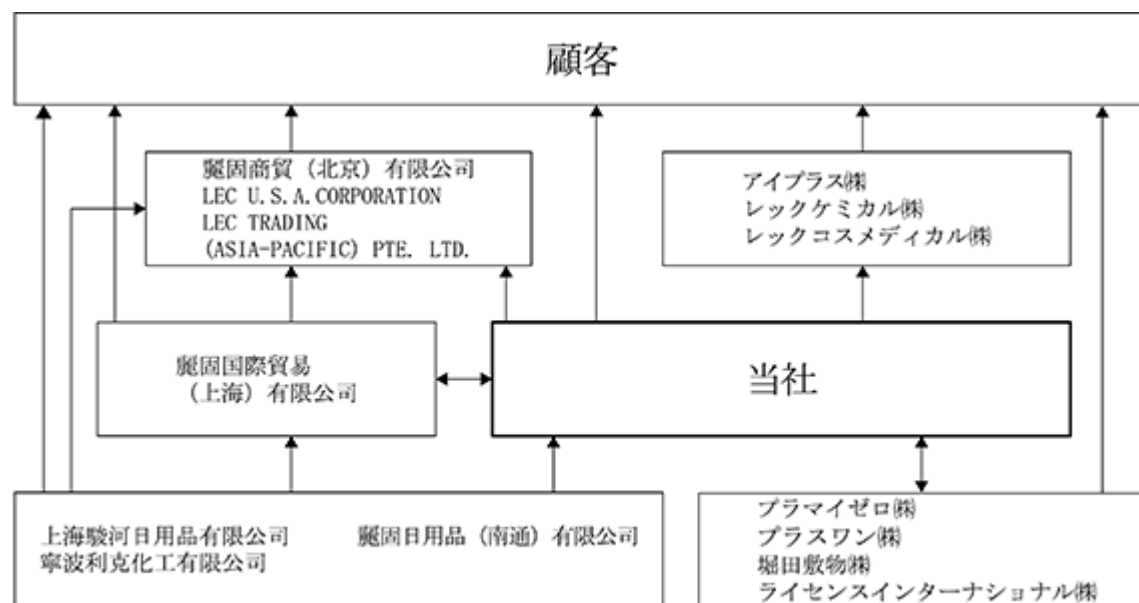 顧客
麗固商貿（北京）有限公司
LEC U.S.A.CORPORATION
LEC TRADING
(ASIA-PACIFIC) PTE. LTD.
アイプラス㈱
レックケミカル㈱
レックコスメディカル㈱
麗固国際貿易
（上海）有限公司
当社
上海駿河日用品有限公司
寧波利克化工有限公司
麗固日用品（南通）有限公司
プラマイゼロ㈱
プラスワン㈱
堀田敷物㈱
ライセンスインターナショナル㈱